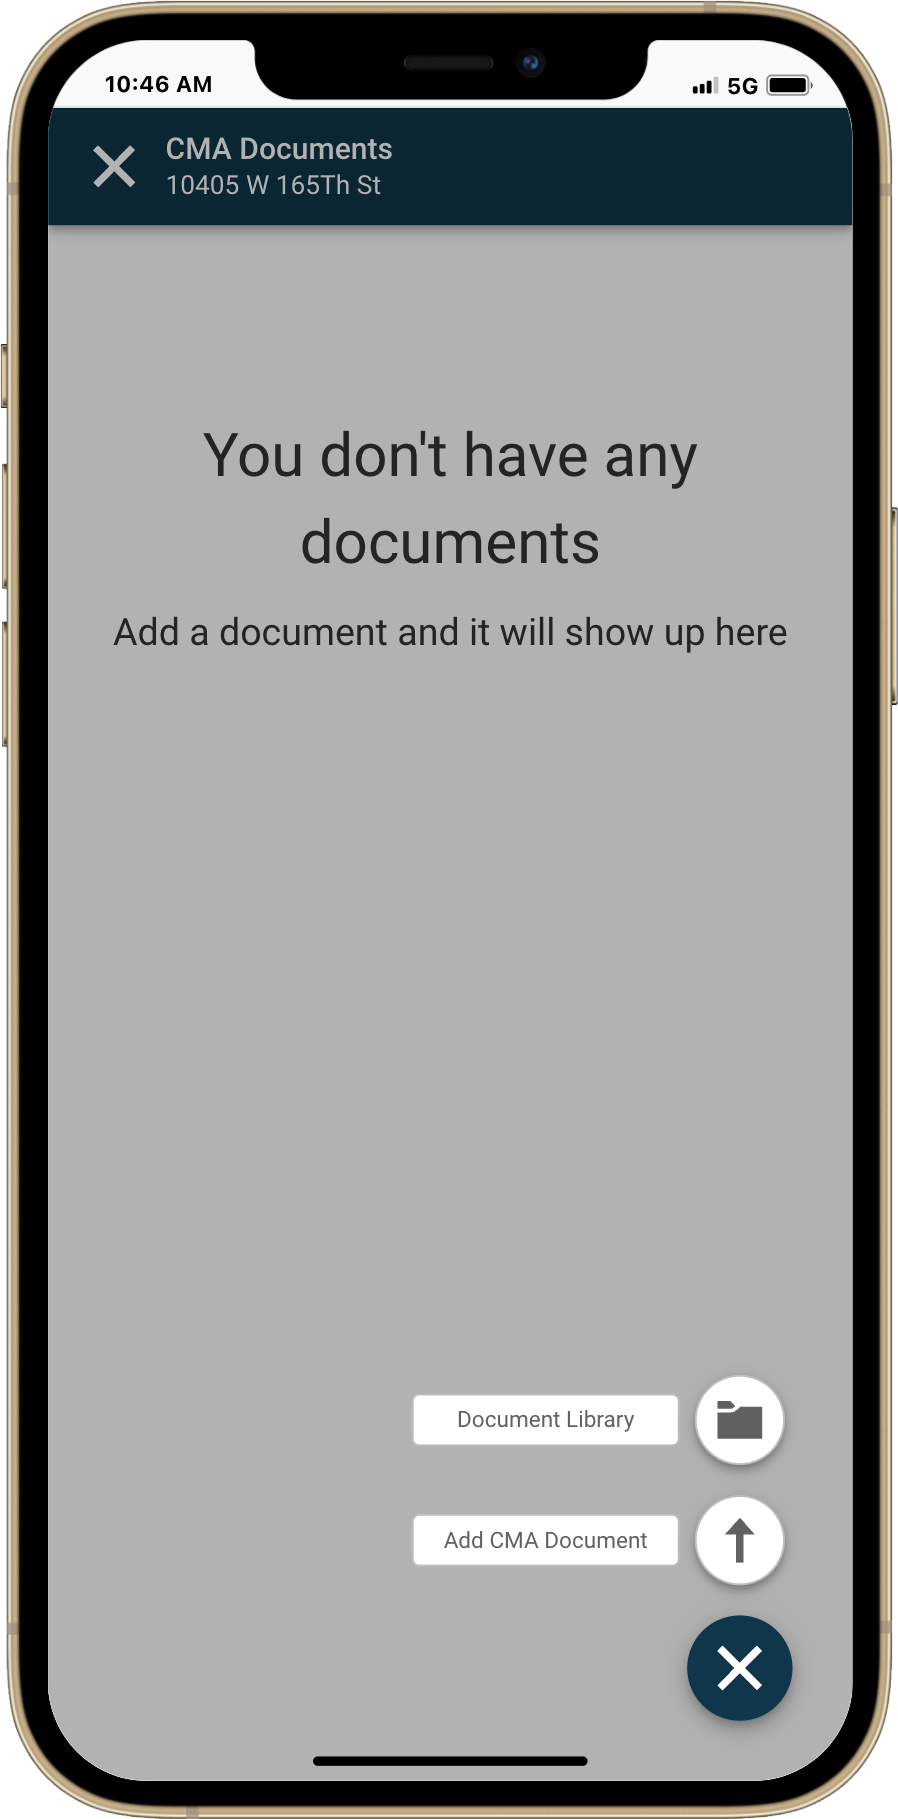 10:46 AM
5G
CMA Documents
10405 W 165Th St
You don't have any
documents
Add a document and it will show up here
Document Library
Add CMA Document